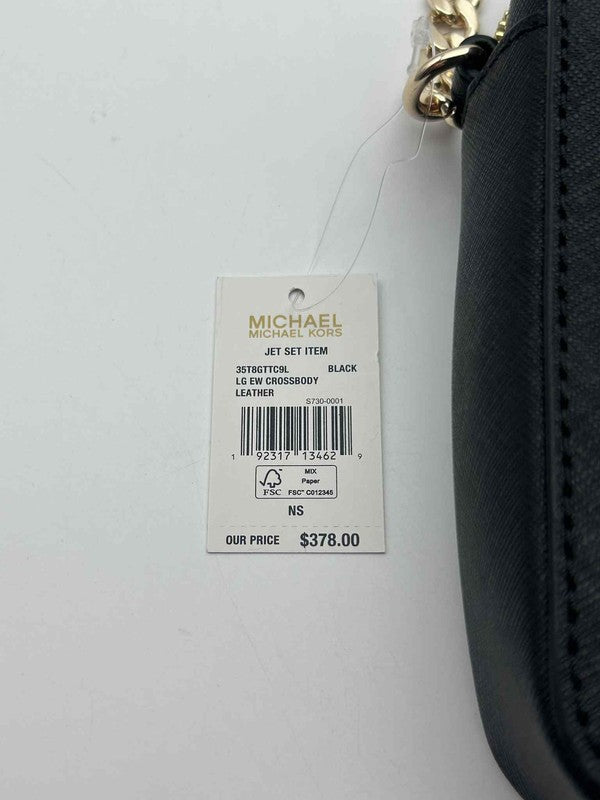 MICHAEL
MICHAEL KORS
JET SET ITEM
35T8GTTC9L BLACK
LG EW CROSSBODY
LEATHER
S730-0001
1 92317 13462 9
FSC
MIX
Paper
FSC™ C012345
NS
OUR PRICE $378.00